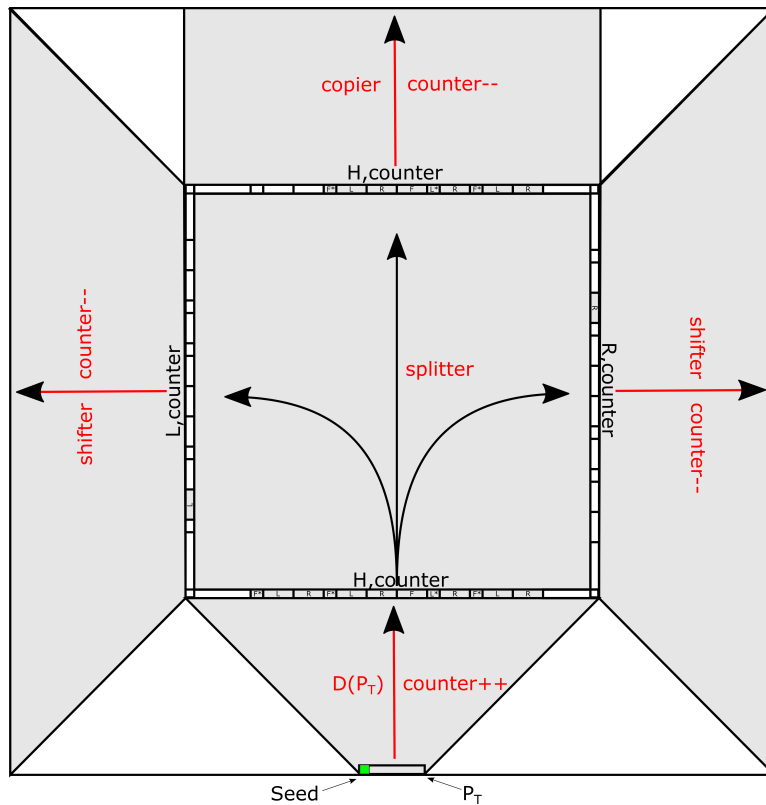 copier counter--
H,counter
F* L R F L* R F* L R
counter--
shifter
L,counter
L
splitter
R
R,counter
shifter
counter--
H,counter
F* L R F* L R F L* R F* L R
D(P_T) counter++
Seed
P_T